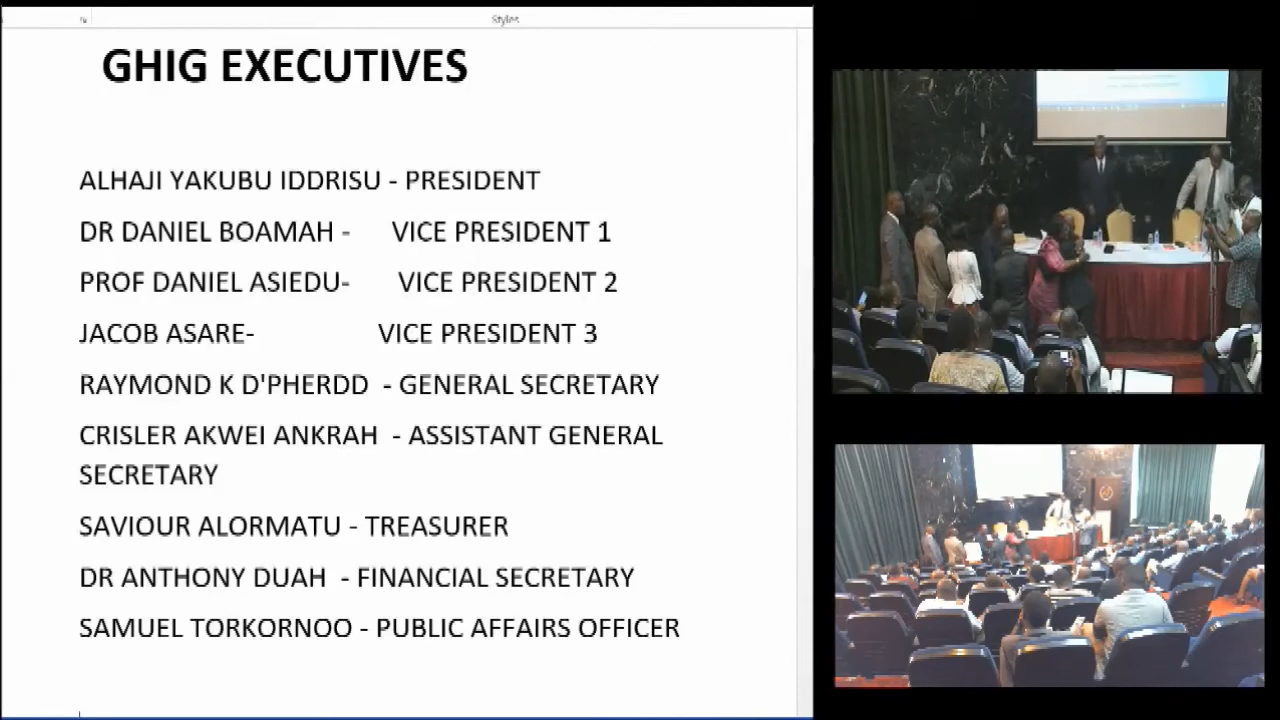 Styles
GHIG EXECUTIVES
ALHAJI YAKUBU IDDRISU - PRESIDENT
DR DANIEL BOAMAH - VICE PRESIDENT 1
PROF DANIEL ASIEDU- VICE PRESIDENT 2
JACOB ASARE- VICE PRESIDENT 3
RAYMOND K D'PHERDD - GENERAL SECRETARY
CRISLER AKWEI ANKRAH - ASSISTANT GENERAL
SECRETARY
SAVIOUR ALORMATU - TREASURER
DR ANTHONY DUAH - FINANCIAL SECRETARY
SAMUEL TORKORNOO - PUBLIC AFFAIRS OFFICER